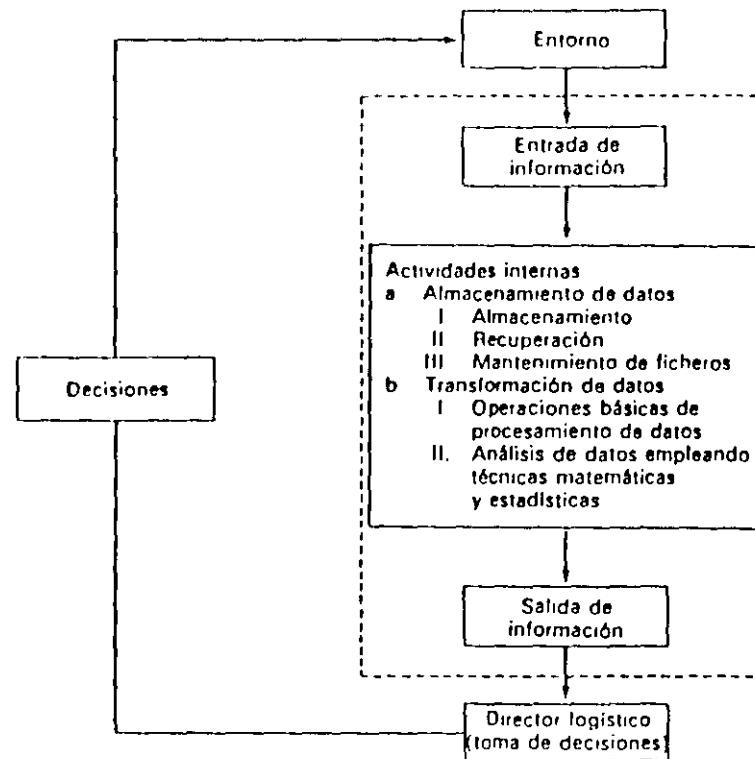 Entorno
Entrada de
información
Actividades internas
a Almacenamiento de datos
I Almacenamiento
II Recuperación
III Mantenimiento de ficheros
b Transformación de datos
I Operaciones básicas de
procesamiento de datos
II. Análisis de datos empleando
técnicas matemáticas
y estadísticas
Decisiones
Salida de
información
Director logístico
(toma de decisiones)